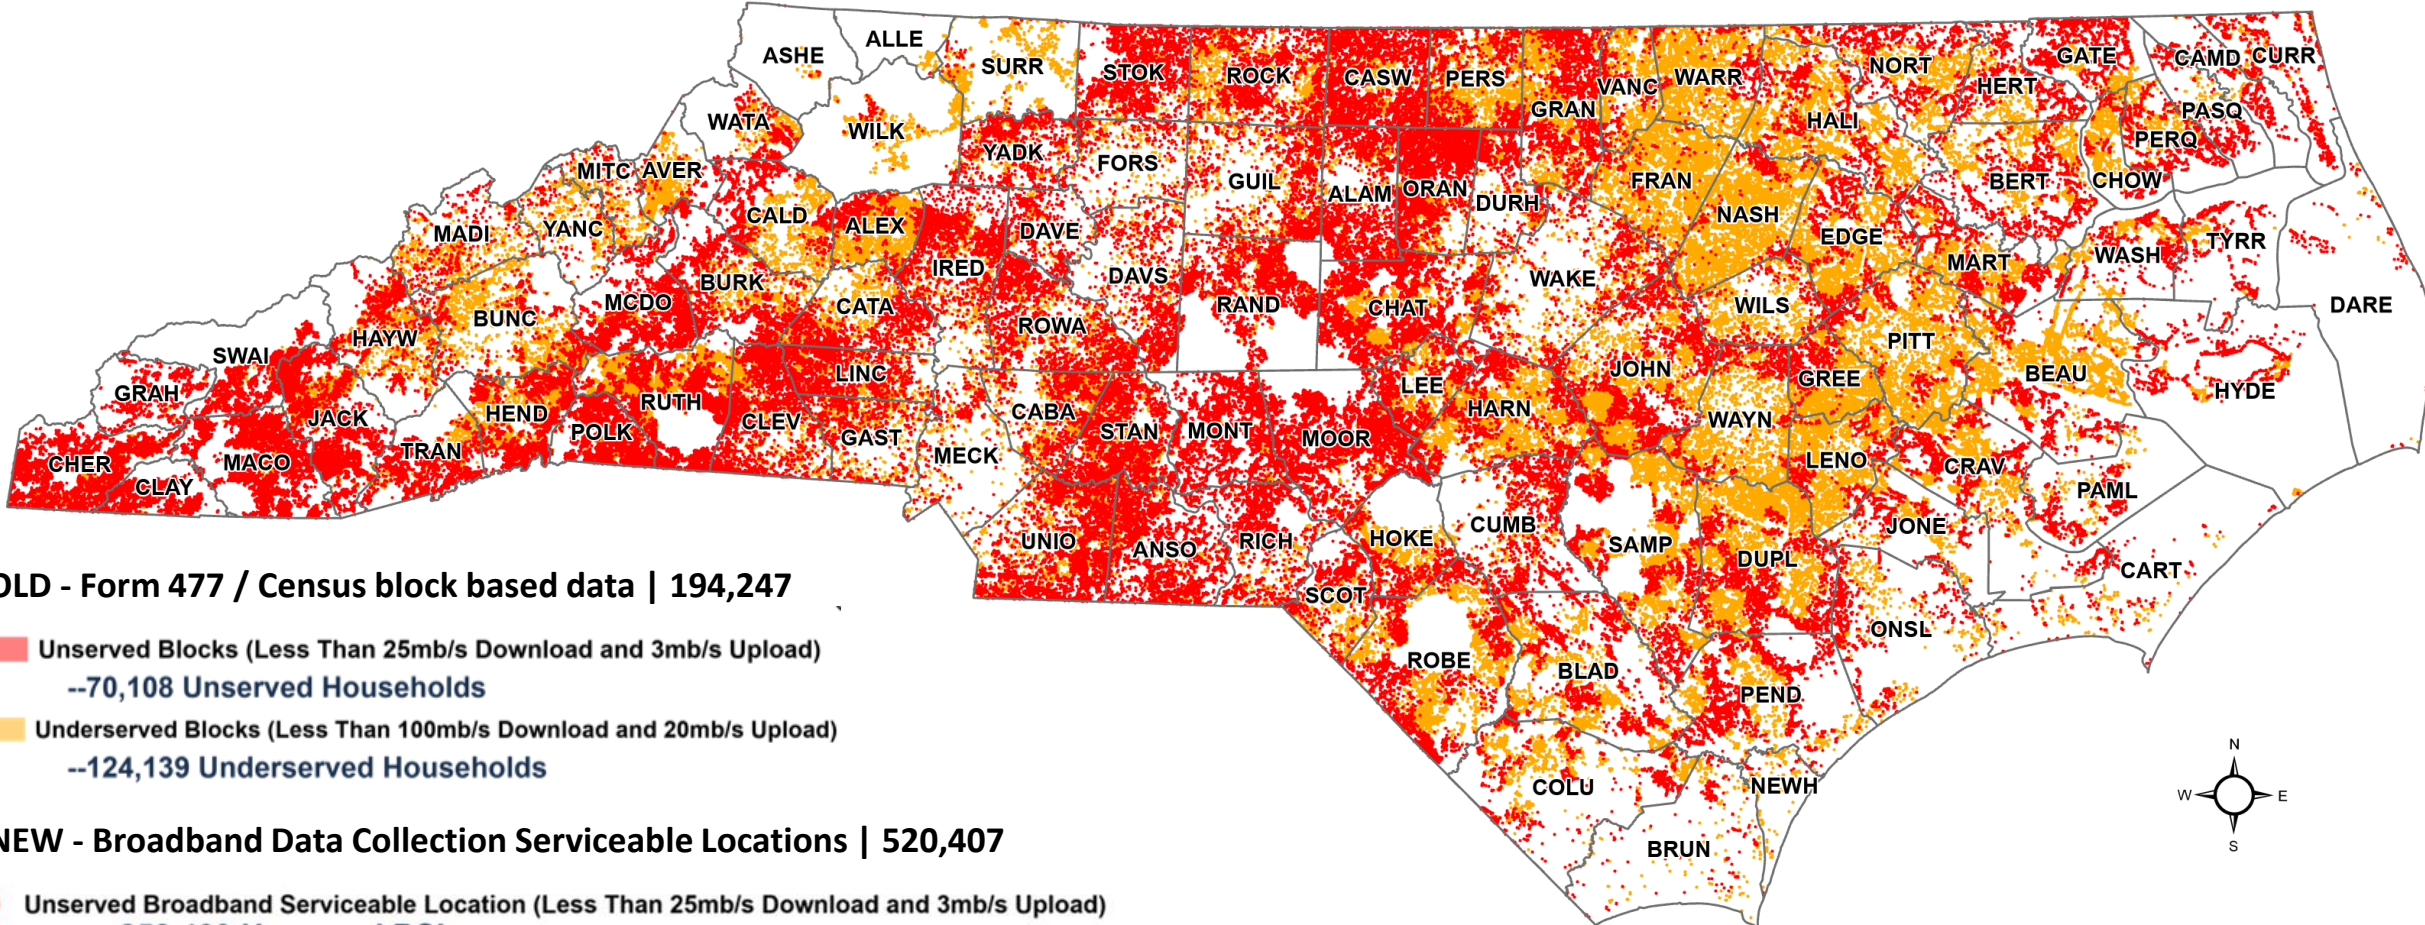 ASHE
ALLE
SURR
STOK
ROCK
CASW
PERS
GRAN
VANC
WARR
NORT
HERT
GATE
CAMD
CURR
PASQ
PERQ
CHOW
BERT
HALI
WATA
WILK
YADK
FORS
GUIL
ALAM
ORAN
DURH
FRAN
NASH
EDGE
MART
WASH
TYRR
DARE
MITC
AVER
MADI
YANC
CALD
ALEX
IRED
DAVE
DAVS
RAND
CHAT
WAKE
WILS
PITT
BEAU
HYDE
BURK
CATA
MCDO
BUNC
HAYW
SWAI
GRAH
JACK
HEND
RUTH
POLK
CLEV
LINC
GAST
ROWA
CABA
STAN
MONT
MOOR
LEE
HARN
JOHN
GREE
WAYN
LENO
CRAV
PAML
CHER
CLAY
MACO
TRAN
MECK
UNIO
ANSO
RICH
HOKE
CUMB
SAMP
DUPL
JONE
CART
SCOT
ROBE
BLAD
PEND
ONSL
COLU
NEWH
BRUN
N
W
E
S
OLD - Form 477 / Census block based data | 194,247
Unserved Blocks (Less Than 25mb/s Download and 3mb/s Upload)
--70,108 Unserved Households
Underserved Blocks (Less Than 100mb/s Download and 20mb/s Upload)
--124,139 Underserved Households
NEW - Broadband Data Collection Serviceable Locations | 520,407
Unserved Broadband Serviceable Location (Less Than 25mb/s Download and 3mb/s Upload)